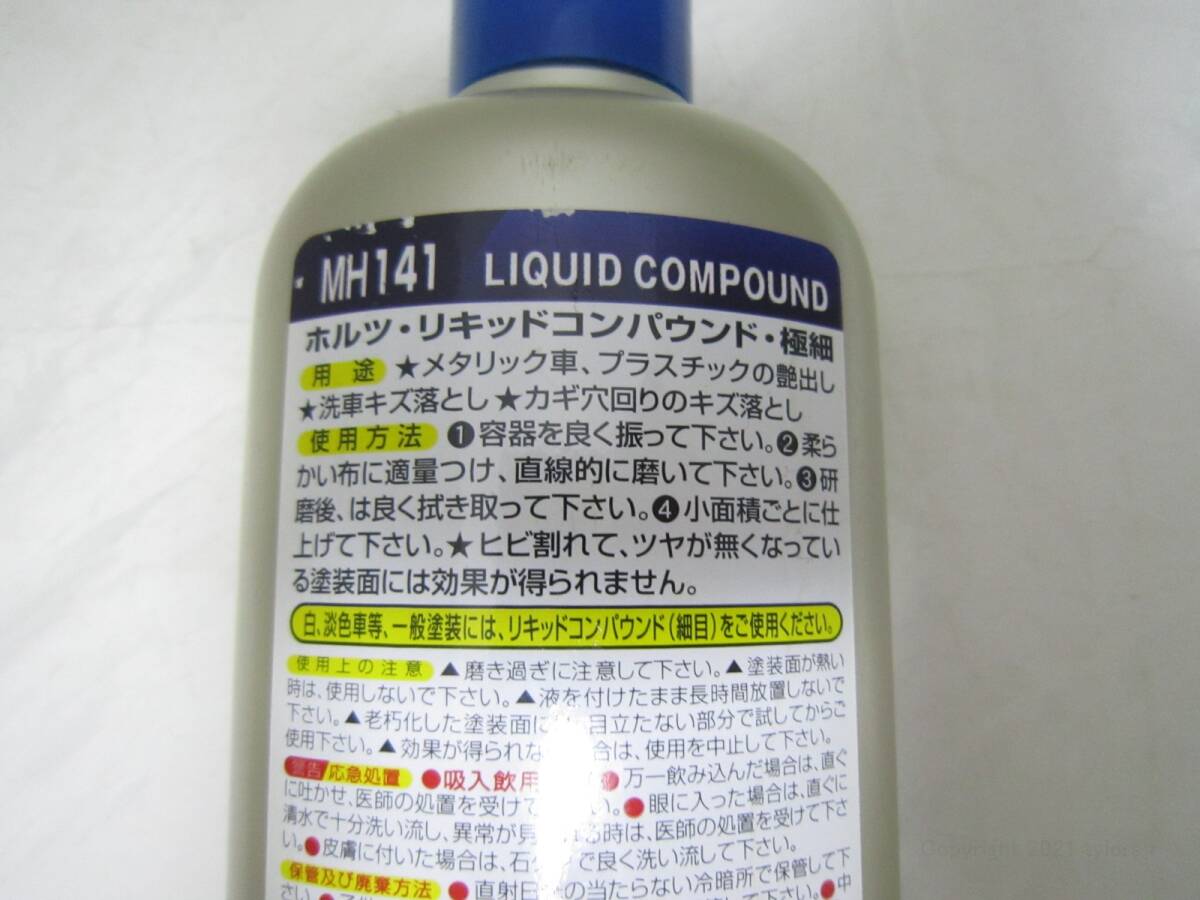 MH141 LIQUID COMPOUND
ホルツ・リキッドコンパウンド・極細
用途 ★メタリック車、プラスチックの艶出し
★洗車キズ落とし★カギ穴回りのキズ落とし
使用方法 ❶容器を良く振って下さい。❷柔ら
かい布に適量つけ、直線的に磨いて下さい。❸研
磨後、は良く拭き取って下さい。❹小面積ごとに仕
上げて下さい。★ヒビ割れて、ツヤが無くなってい
る塗装面には効果が得られません。
白、淡色車等、一般塗装には、リキッドコンパウンド(細目)をご使用ください。
使用上の注意 ▲磨き過ぎに注意して下さい。▲塗装面が熱い
時は、使用しないで下さい。▲液を付けたまま長時間放置しないで
下さい。▲老朽化した塗装面に 目立たない部分で試してからご
使用下さい。▲効果が得られな 合は、使用を中止して下さい。
警告/応急処置 ●吸入飲用 ●万一飲み込んだ場合は、直ぐ
に吐かせ、医師の処置を受けて い。●眼に入った場合は、直ぐに
清水で十分洗い流し、異常が見 る時は、医師の処置を受けて下さ
い。●皮膚に付いた場合は、石 で良く洗い流して下さい。
保管及び廃棄方法 ●直射日 の当たらない冷暗所で保管して下
さい ●中